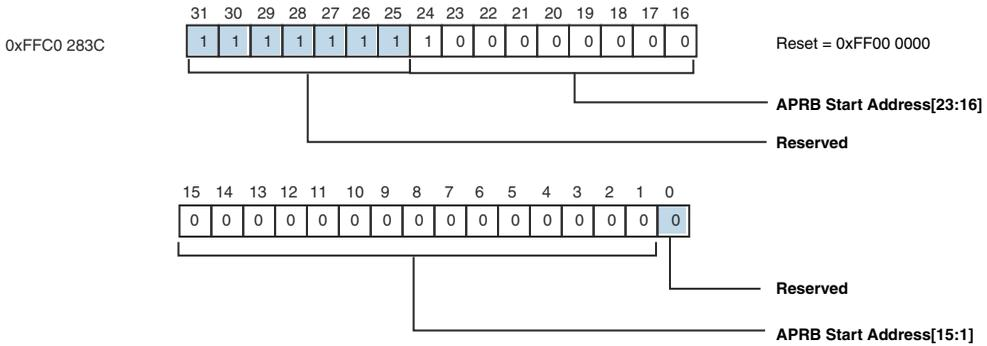 31 30 29 28 27 26 25 24 23 22 21 20 19 18 17 16
0xFFC0 283C 1 1 1 1 1 1 1 1 0 0 0 0 0 0 0 0 Reset = 0xFF00 0000
APRB Start Address[23:16]
Reserved
15 14 13 12 11 10 9 8 7 6 5 4 3 2 1 0
0 0 0 0 0 0 0 0 0 0 0 0 0 0 0 0
Reserved
APRB Start Address[15:1]